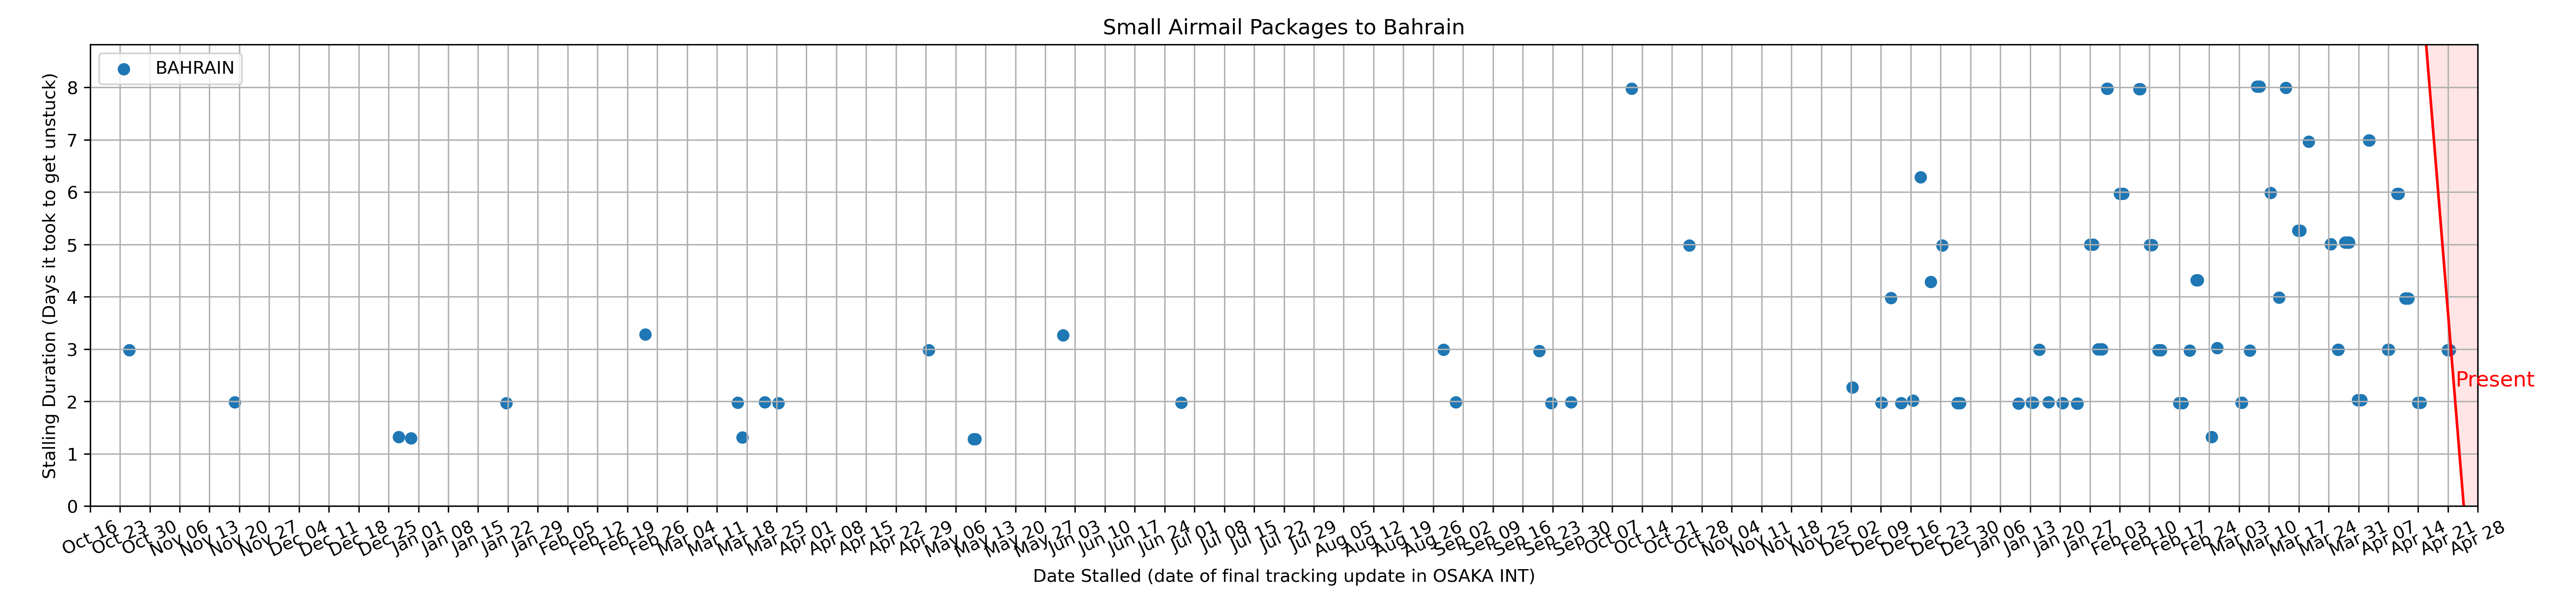 Small Airmail Packages to Bahrain
BAHRAIN
Stalling Duration (Days it took to get unstuck)
8
7
6
5
4
3
2
1
0
Present
Oct 16 Oct 23 Oct 30 Nov 06 Nov 13 Nov 20 Nov 27 Dec 04 Dec 11 Dec 18 Dec 25 Jan 01 Jan 08 Jan 15 Jan 22 Jan 29 Feb 05 Feb 12 Feb 19 Feb 26 Mar 04 Mar 11 Mar 18 Mar 25 Apr 01 Apr 08 Apr 15 Apr 22 Apr 29 May 06 May 13 May 20 May 27 Jun 03 Jun 10 Jun 17 Jun 24 Jul 01 Jul 08 Jul 15 Jul 22 Jul 29 Aug 05 Aug 12 Aug 19 Aug 26 Sep 02 Sep 09 Sep 16 Sep 23 Sep 30 Oct 07 Oct 14 Oct 21 Oct 28 Nov 04 Nov 11 Nov 18 Nov 25 Dec 02 Dec 09 Dec 16 Dec 23 Dec 30 Jan 06 Jan 13 Jan 20 Jan 27 Feb 03 Feb 10 Feb 17 Feb 24 Mar 03 Mar 10 Mar 17 Mar 24 Mar 31 Apr 07 Apr 14 Apr 21 Apr 28
Date Stalled (date of final tracking update in OSAKA INT)